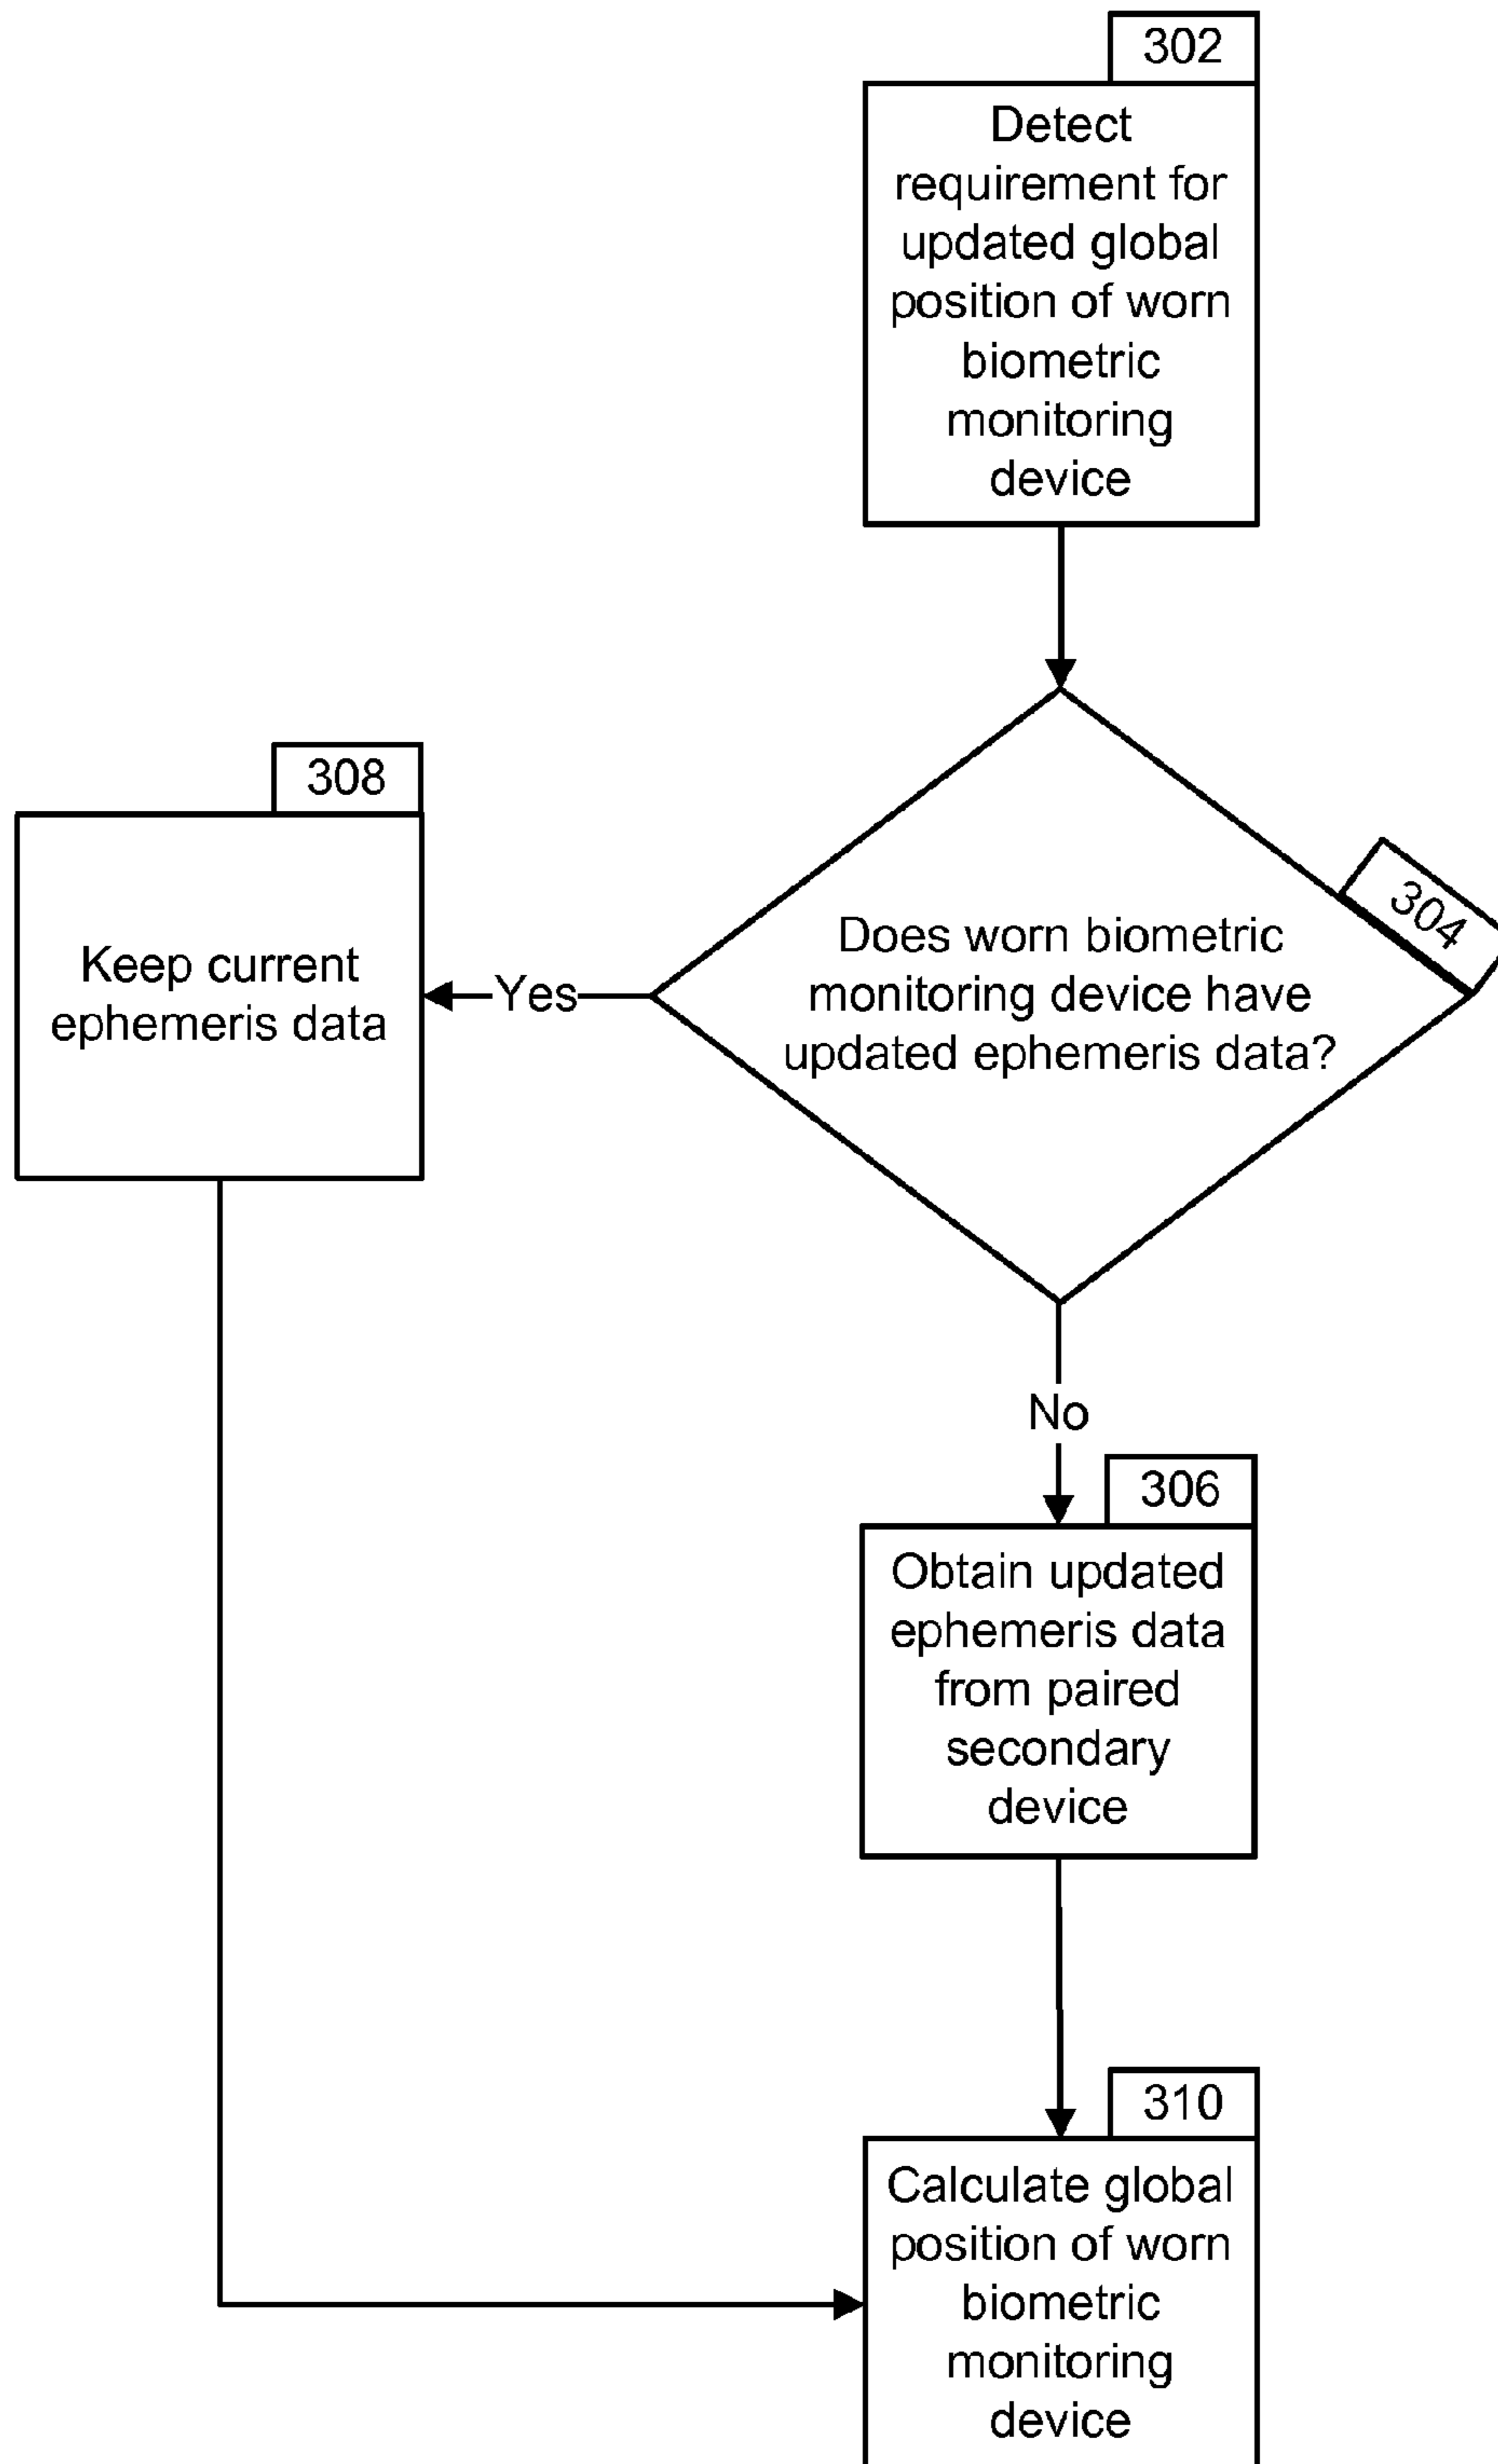 302
Detect
requirement for
updated global
position of worn
biometric
monitoring
device
304
Does worn biometric
monitoring device have
updated ephemeris data?
Yes
308
Keep current
ephemeris data
No
306
Obtain updated
ephemeris data
from paired
secondary
device
310
Calculate global
position of worn
biometric
monitoring
device